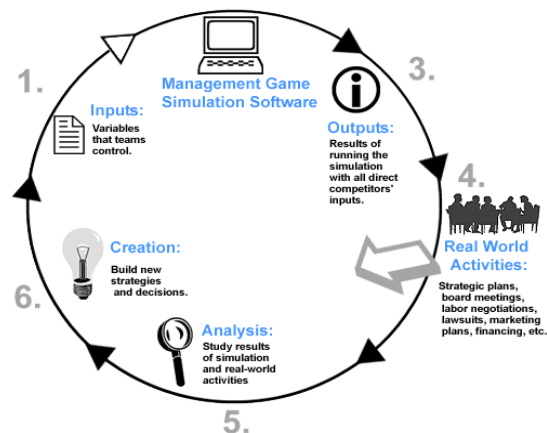 1.
Inputs:
Variables
that teams
control.
Management Game
Simulation Software
3.
Outputs:
Results of
running the
simulation
with all direct
competitors'
inputs.
4.
Real World
Activities:
Strategic plans,
board meetings,
labor negotiations,
lawsuits, marketing
plans, financing, etc.
5.
Analysis:
Study results
of simulation
and real-world
activities
6.
Creation:
Build new
strategies
and decisions.